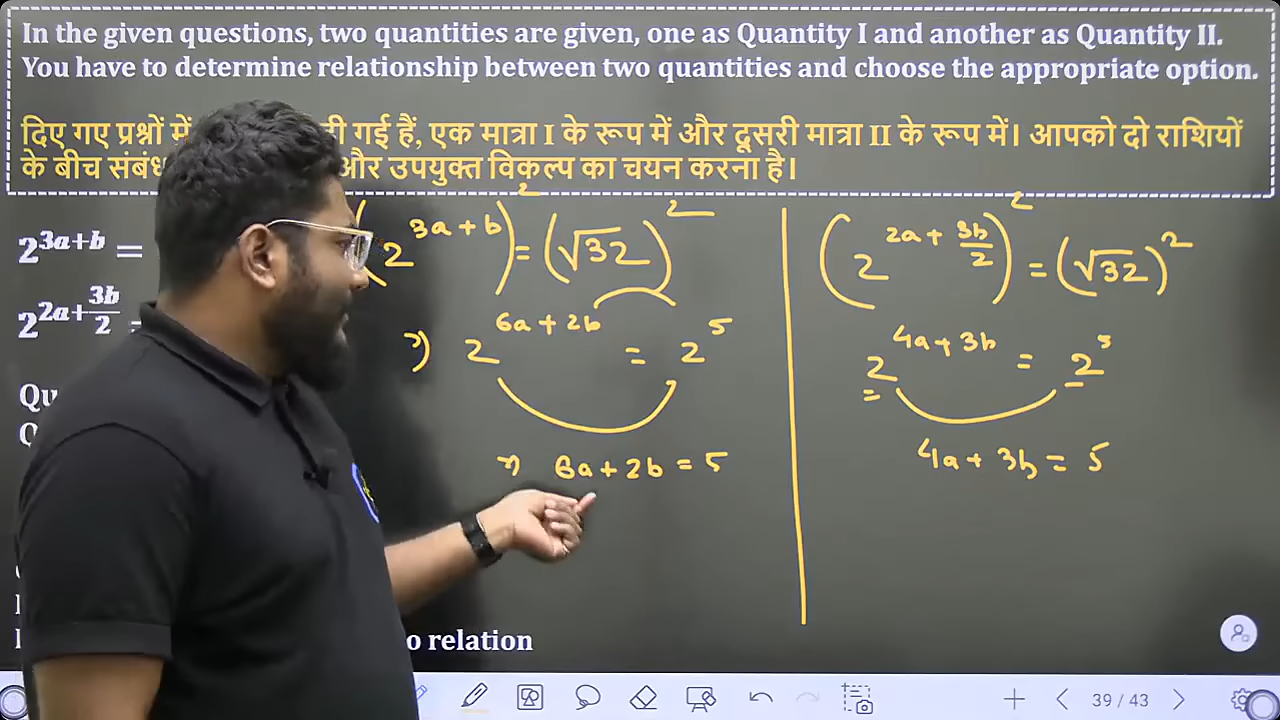 In the given questions, two quantities are given, one as Quantity I and another as Quantity II.
You have to determine relationship between two quantities and choose the appropriate option.
दिए गए प्रश्नों में गई हैं, एक मात्रा I के रूप में और दूसरी मात्रा II के रूप में। आपको दो राशियों
के बीच और उपयुक्त विकल्प का चयन करना है।
2^{3a+b} =
2^{2a+\frac{3b}{2}}
(2^{3a+b})^2 = (√32)^2
⇒ 2^{6a+2b} = 2^5
⇒ 6a+2b=5
(2^{2a+\frac{3b}{2}})^2 = (√32)^2
2^{4a+3b} = 2^5
4a+3b=5
relation
39 / 43